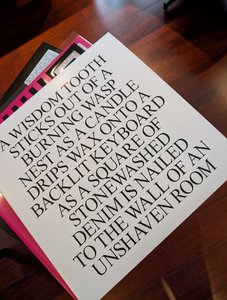 A WISDOM TOOTH
STICKS OUT OF A
BURNING WASP
NEST AS A CANDLE
DRIPS WAX ONTO A
BACKLIT KEYBOARD
AS A SQUARE OF
STONEWASHED
DENIM IS NAILED
TO THE WALL OF AN
UNSHAVEN ROOM